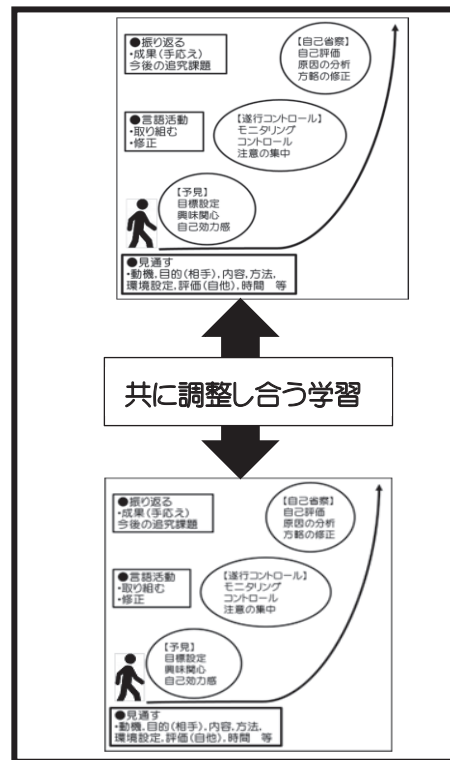 ●振り返る
・成果(手応え)
今後の追究課題
【自己省察】
自己評価
原因の分析
方略の修正
●言語活動
・取り組む
・修正
【遂行コントロール】
モニタリング
コントロール
注意の集中
【予見】
目標設定
興味関心
自己効力感
●見通す
・動機、目的(相手)、内容、方法、
環境設定、評価(自他)、時間　等
共に調整し合う学習
●振り返る
・成果(手応え)
今後の追究課題
【自己省察】
自己評価
原因の分析
方略の修正
●言語活動
・取り組む
・修正
【遂行コントロール】
モニタリング
コントロール
注意の集中
【予見】
目標設定
興味関心
自己効力感
●見通す
・動機、目的(相手)、内容、方法、
環境設定、評価(自他)、時間　等